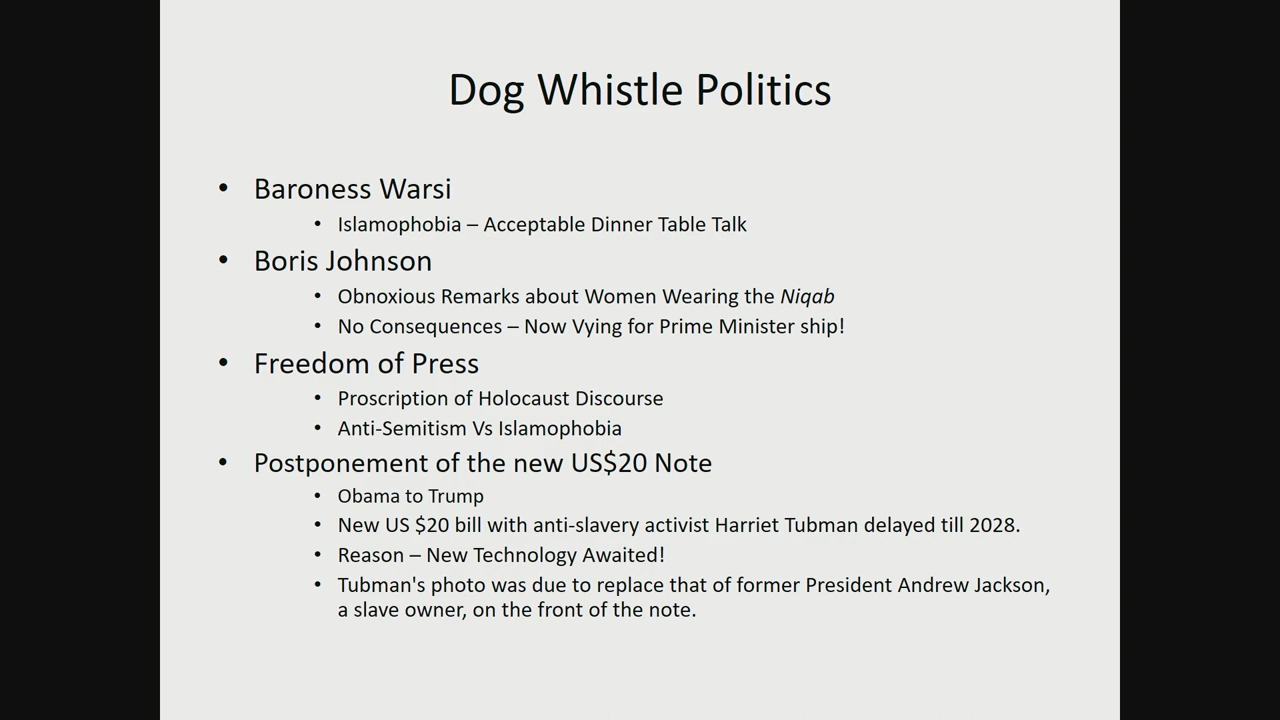 Dog Whistle Politics
• Baroness Warsi
• Islamophobia – Acceptable Dinner Table Talk
• Boris Johnson
• Obnoxious Remarks about Women Wearing the Niqab
• No Consequences – Now Vying for Prime Minister ship!
• Freedom of Press
• Proscription of Holocaust Discourse
• Anti-Semitism Vs Islamophobia
• Postponement of the new US$20 Note
• Obama to Trump
• New US $20 bill with anti-slavery activist Harriet Tubman delayed till 2028.
• Reason – New Technology Awaited!
• Tubman's photo was due to replace that of former President Andrew Jackson,
a slave owner, on the front of the note.